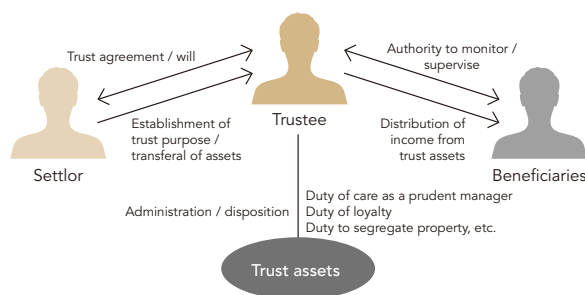 Trust agreement / will
Authority to monitor /
supervise
Establishment of
trust purpose /
transferal of assets
Trustee
Distribution of
income from
trust assets
Settlor
Beneficiaries
Administration / disposition
Duty of care as a prudent manager
Duty of loyalty
Duty to segregate property, etc.
Trust assets